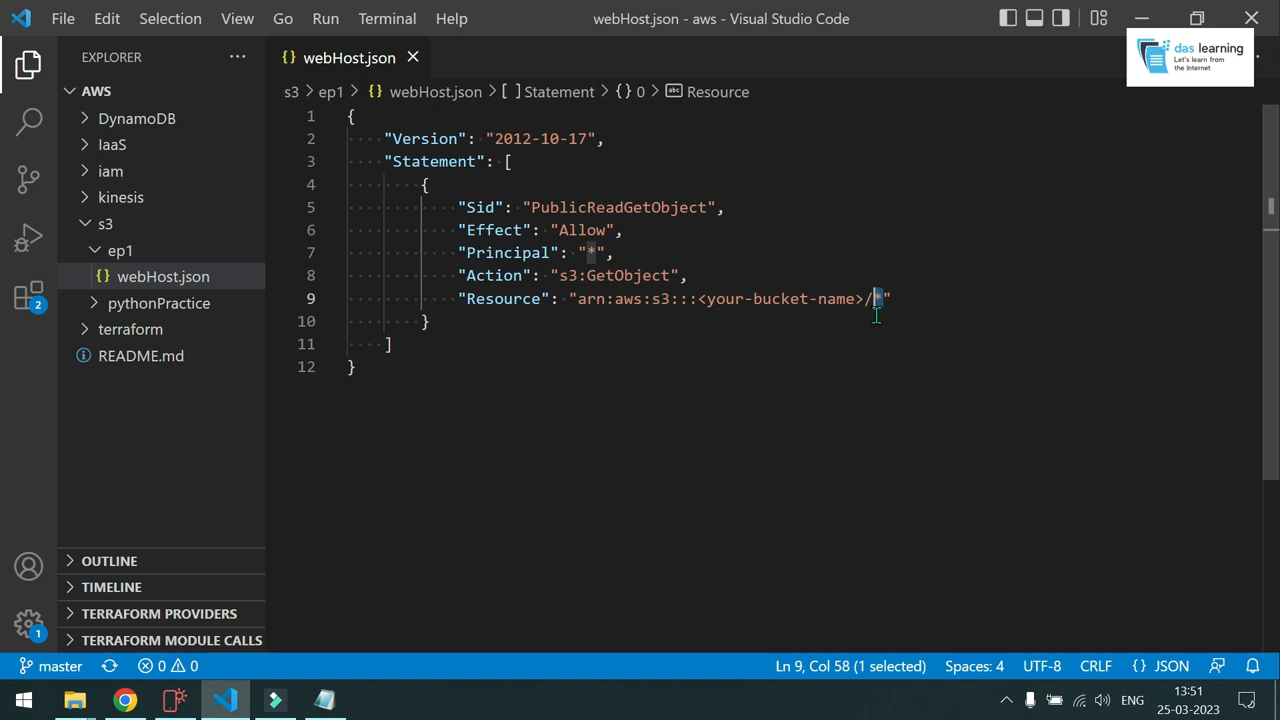 File Edit Selection View Go Run Terminal Help
webHost.json - aws - Visual Studio Code
das learning
Let's learn from
the Internet
EXPLORER
webHost.json
AWS
DynamoDB
IaaS
iam
kinesis
s3
ep1
webHost.json
pythonPractice
terraform
README.md
OUTLINE
TIMELINE
TERRAFORM PROVIDERS
TERRAFORM MODULE CALLS
2
1
s3 > ep1 > {} webHost.json > [ ] Statement > {} 0 > abc Resource
1 {
2 "Version": "2012-10-17",
3 "Statement": [
4 {
5 "Sid": "PublicReadGetObject",
6 "Effect": "Allow",
7 "Principal": "*",
8 "Action": "s3:GetObject",
9 "Resource": "arn:aws:s3:::<your-bucket-name>/*"
10 }
11 ]
12 }
master 0 0 Ln 9, Col 58 (1 selected) Spaces: 4 UTF-8 CRLF {} JSON
ENG
13:51
25-03-2023